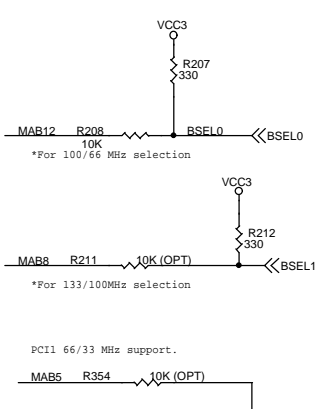 VCC3
R207
330
MAB12 R208 BSEL0 BSEL0
10K
*For 100/66 MHz selection
VCC3
R212
330
MAB8 R211 10K (OPT) BSEL1
*For 133/100MHz selection
PCI1 66/33 MHz support.
MAB5 R354 10K (OPT)